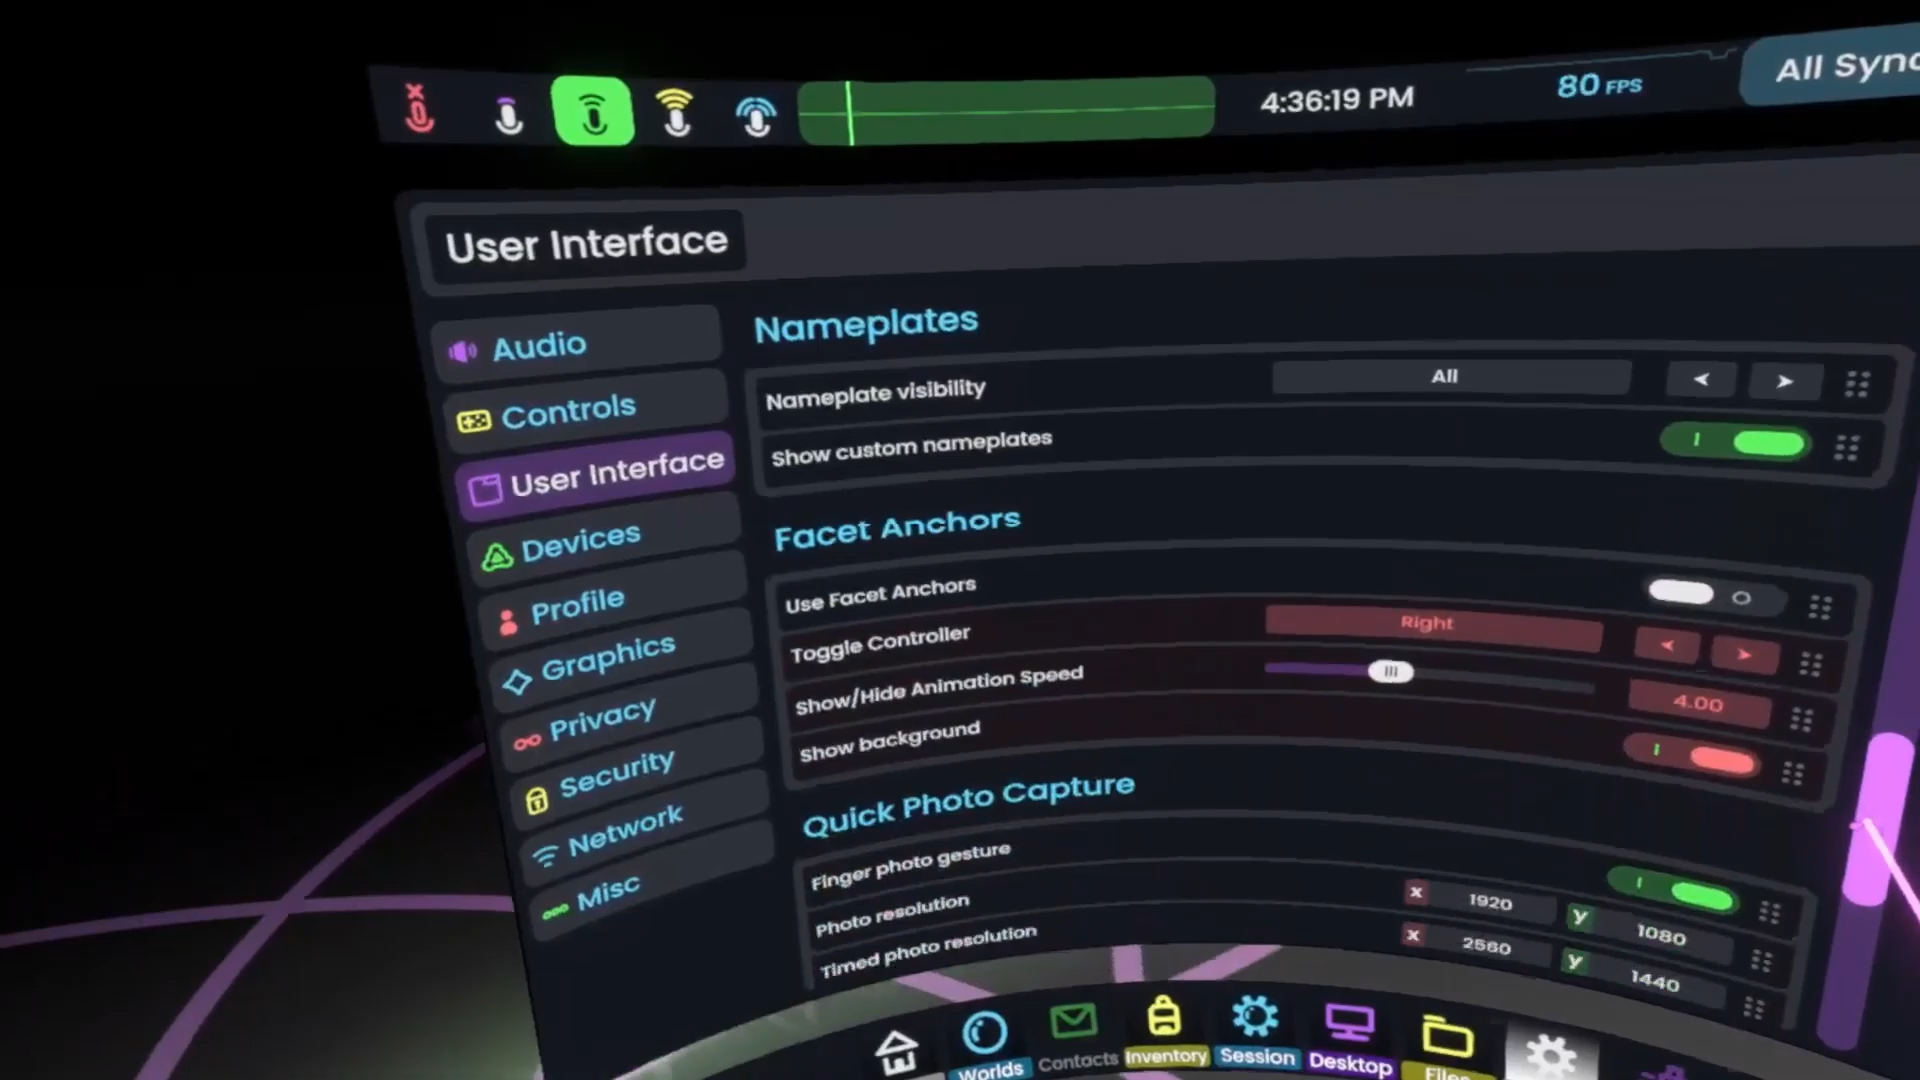 4:36:19 PM
80 FPS
All Sync
User Interface
Audio
Controls
User Interface
Devices
Profile
Graphics
Privacy
Security
Network
Misc
Nameplates
Nameplate visibility
All
Show custom nameplates
Facet Anchors
Use Facet Anchors
Toggle Controller
Right
Show/Hide Animation Speed
4.00
Show background
Quick Photo Capture
Finger photo gesture
Photo resolution
x 1920 y 1080
Timed photo resolution
x 2560 y 1440
Worlds
Contacts
Inventory
Session
Desktop
Files